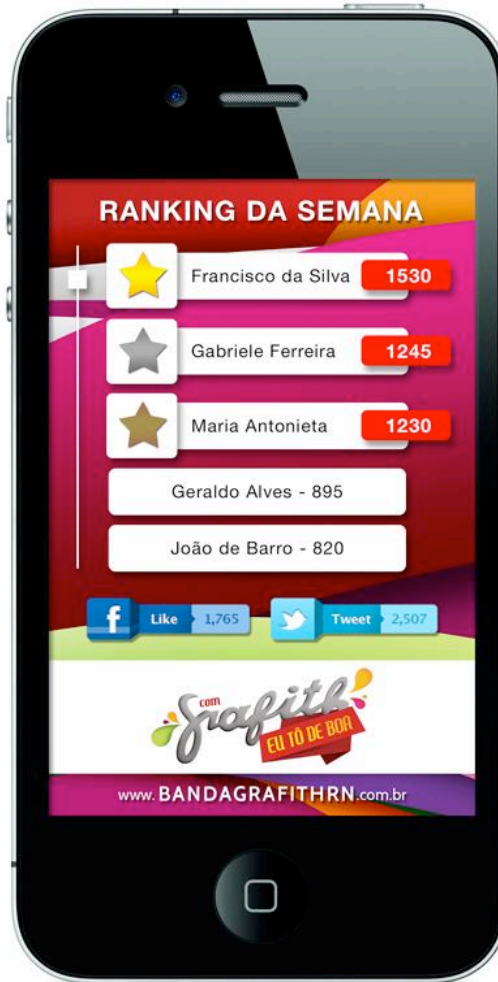 RANKING DA SEMANA
Francisco da Silva 1530
Gabriele Ferreira 1245
Maria Antonieta 1230
Geraldo Alves - 895
João de Barro - 820
f Like 1,765 Tweet 2,507
com
Grafith
EU TÔ DE BOA
www.BANDAGRAFITHRN.com.br